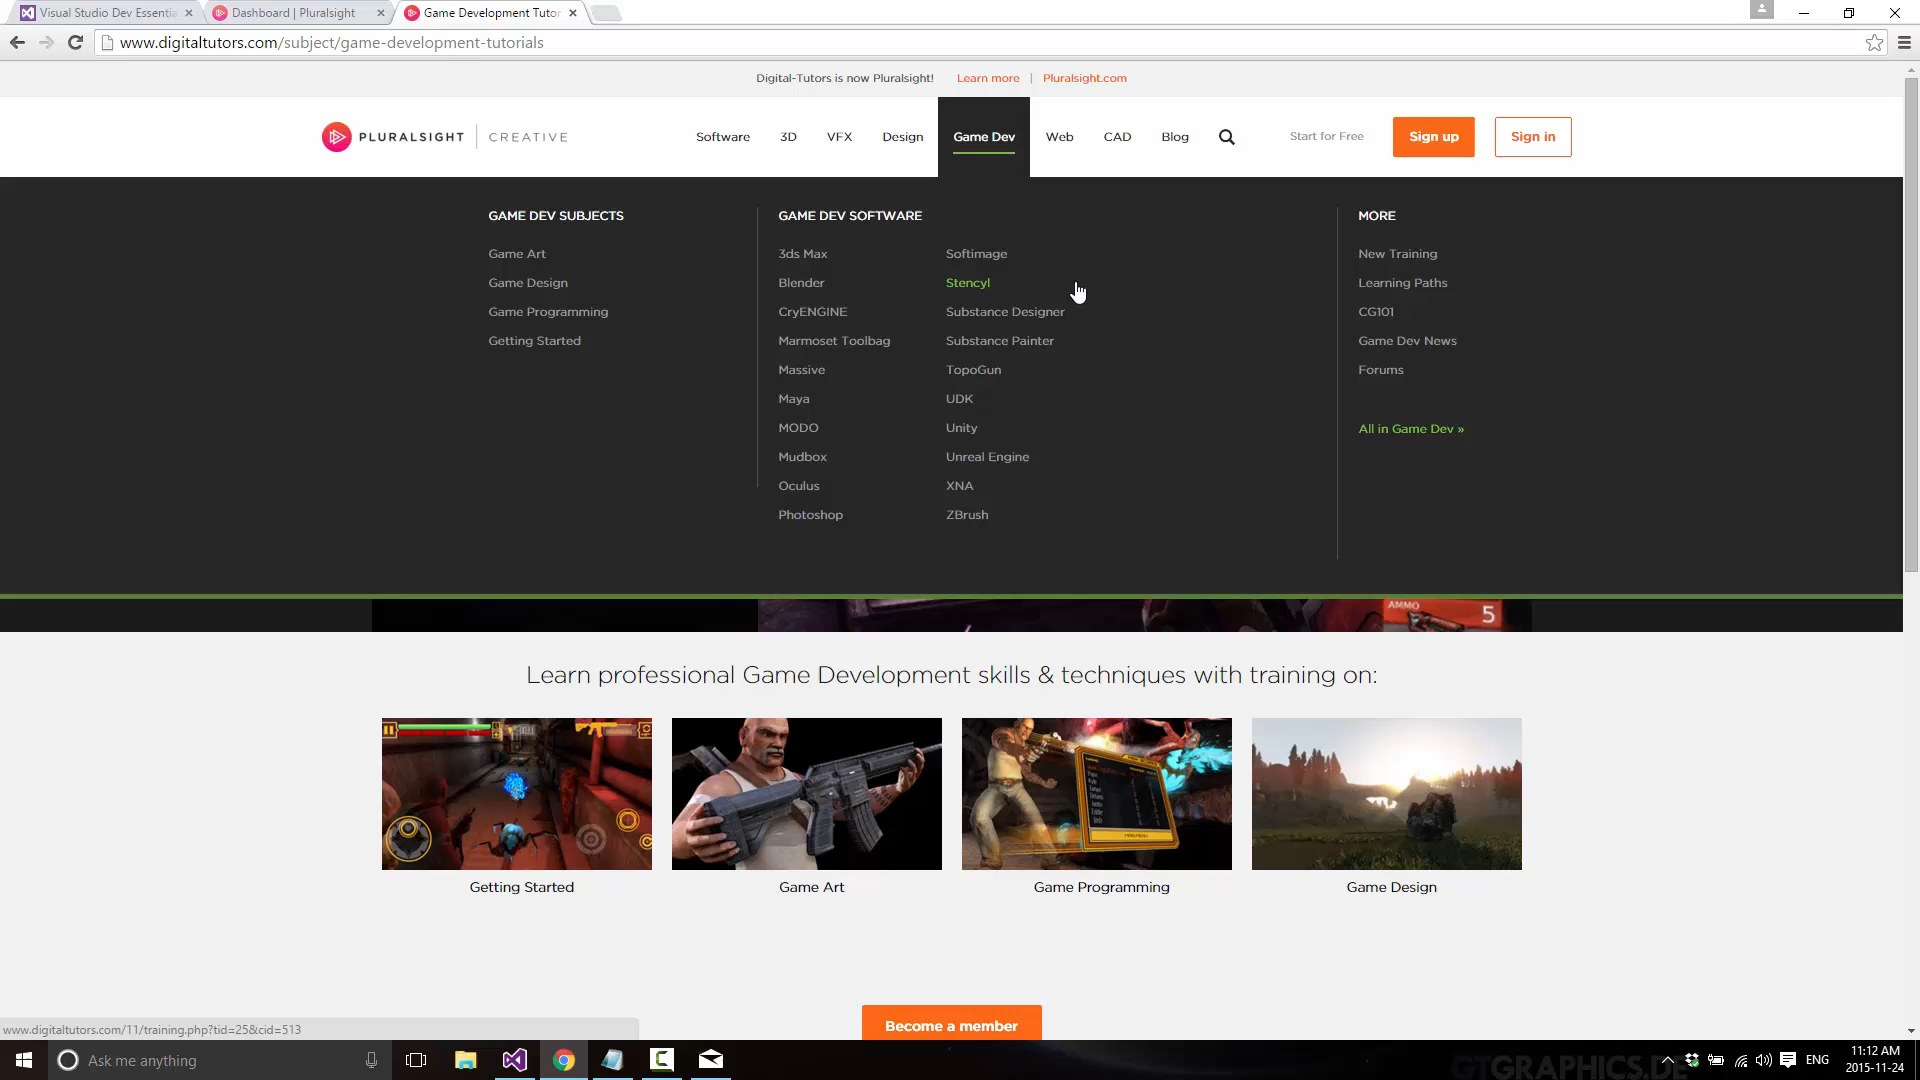 Visual Studio Dev Essentia
Dashboard | Pluralsight
Game Development Tutor
www.digitaltutors.com/subject/game-development-tutorials
Digital-Tutors is now Pluralsight! Learn more | Pluralsight.com
PLURALSIGHT | CREATIVE
Software 3D VFX Design Game Dev Web CAD Blog Start for Free Sign up Sign in
GAME DEV SUBJECTS
Game Art
Game Design
Game Programming
Getting Started
GAME DEV SOFTWARE
3ds Max
Blender
CryENGINE
Marmoset Toolbag
Massive
Maya
MODO
Mudbox
Oculus
Photoshop
Softimage
Stencyl
Substance Designer
Substance Painter
TopoGun
UDK
Unity
Unreal Engine
XNA
ZBrush
MORE
New Training
Learning Paths
CG101
Game Dev News
Forums
All in Game Dev »
AMMO 5
Learn professional Game Development skills & techniques with training on:
Getting Started
Game Art
Game Programming
Game Design
Become a member
www.digitaltutors.com/11/training.php?tid=25&cid=513
Ask me anything
GTGRAPHICS.DE
ENG
11:12 AM
2015-11-24